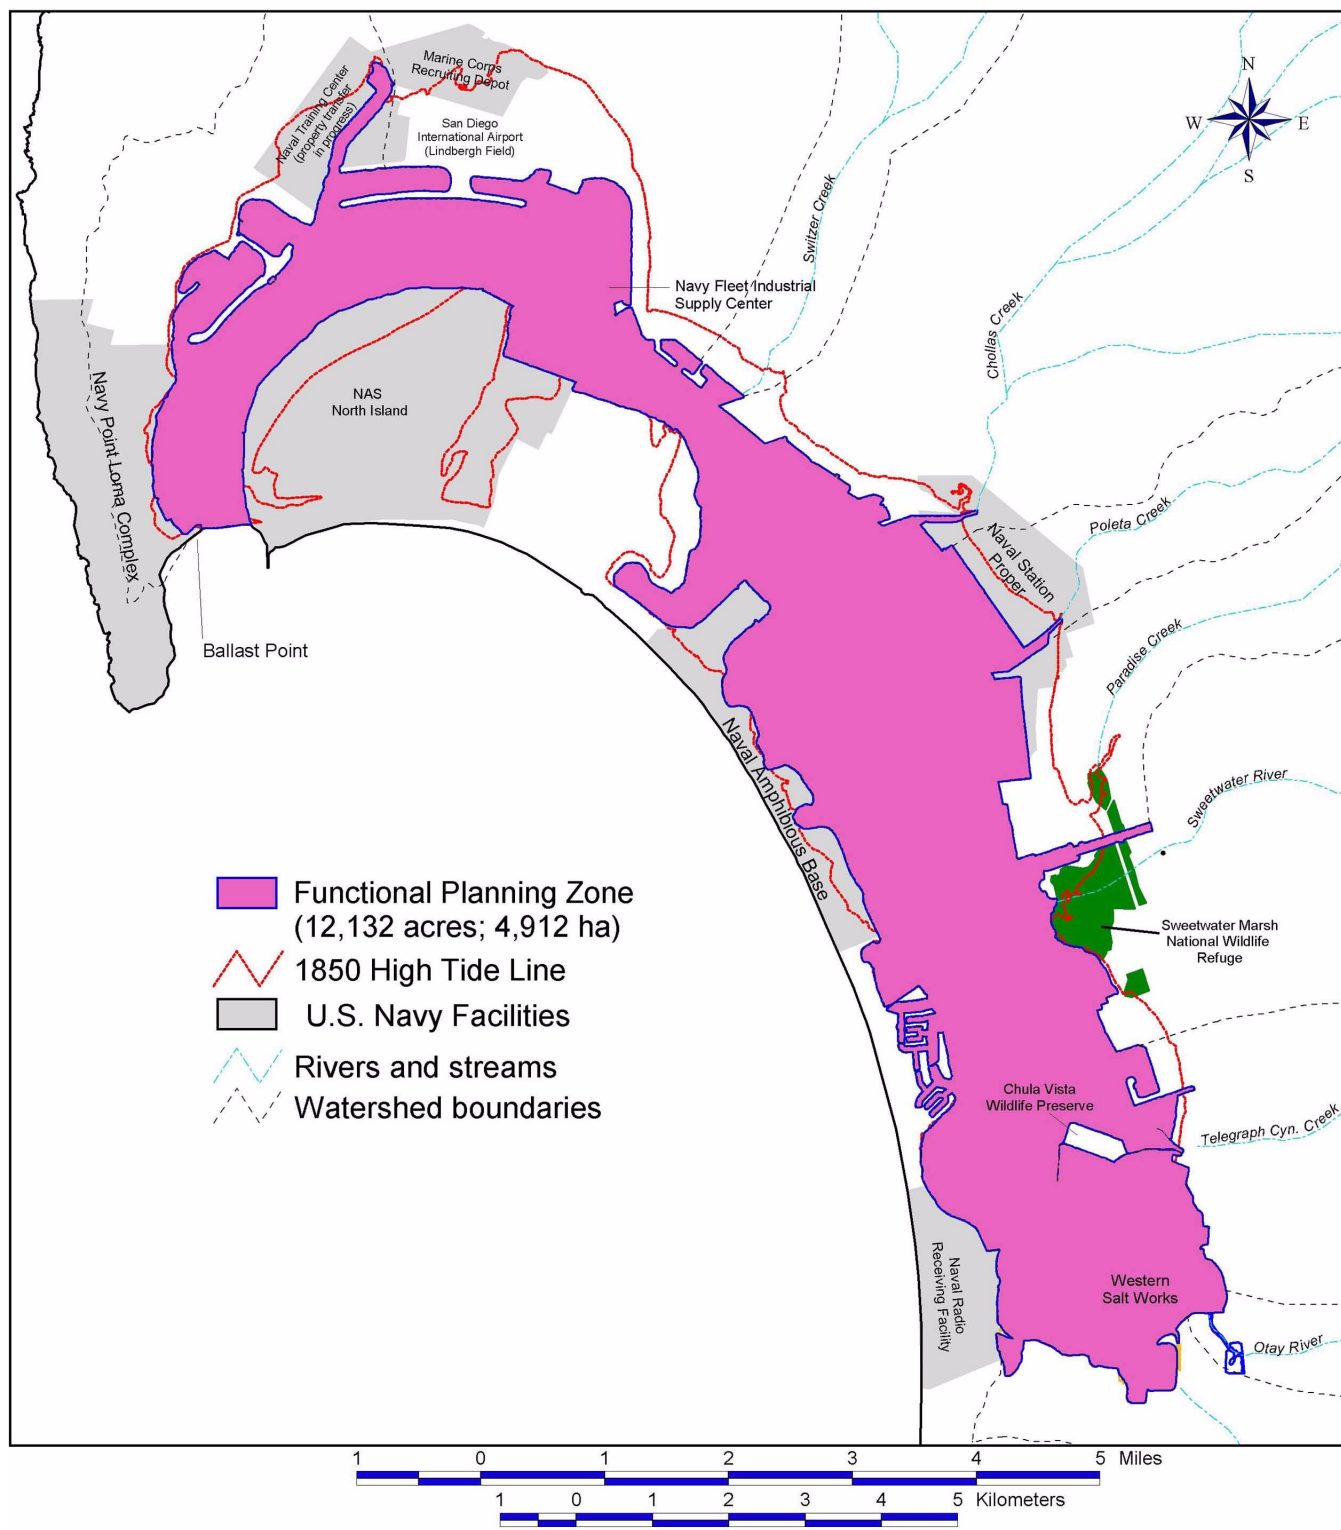 Marine Corps
Recruiting Depot
Naval Training Center
(property transfer
in progress)
San Diego
International Airport
(Lindbergh Field)
N
W
E
S
Switzer Creek
Navy Fleet Industrial
Supply Center
Chollas Creek
NAS
North Island
Navy Point Loma Complex
Poleta Creek
Naval Station
Proper
Ballast Point
Paradise Creek
Naval Amphibious Base
Sweetwater River
Functional Planning Zone
(12,132 acres; 4,912 ha)
1850 High Tide Line
U.S. Navy Facilities
Rivers and streams
Watershed boundaries
Sweetwater Marsh
National Wildlife
Refuge
Chula Vista
Wildlife Preserve
Telegraph Cyn. Creek
Naval Radio
Receiving Facility
Western
Salt Works
Otay River
1 0 1 2 3 4 5 Miles
1 0 1 2 3 4 5 Kilometers